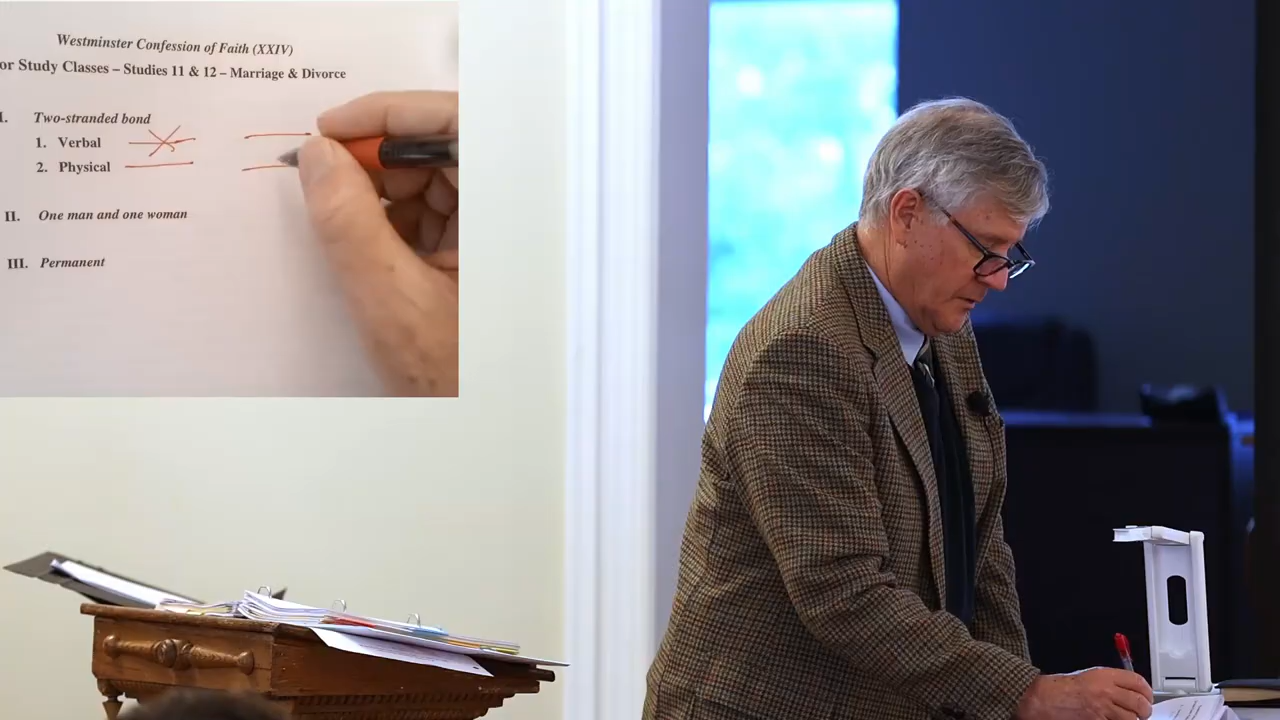 Westminster Confession of Faith (XXIV)
or Study Classes – Studies 11 & 12 – Marriage & Divorce
I. Two-stranded bond
1. Verbal
2. Physical
II. One man and one woman
III. Permanent